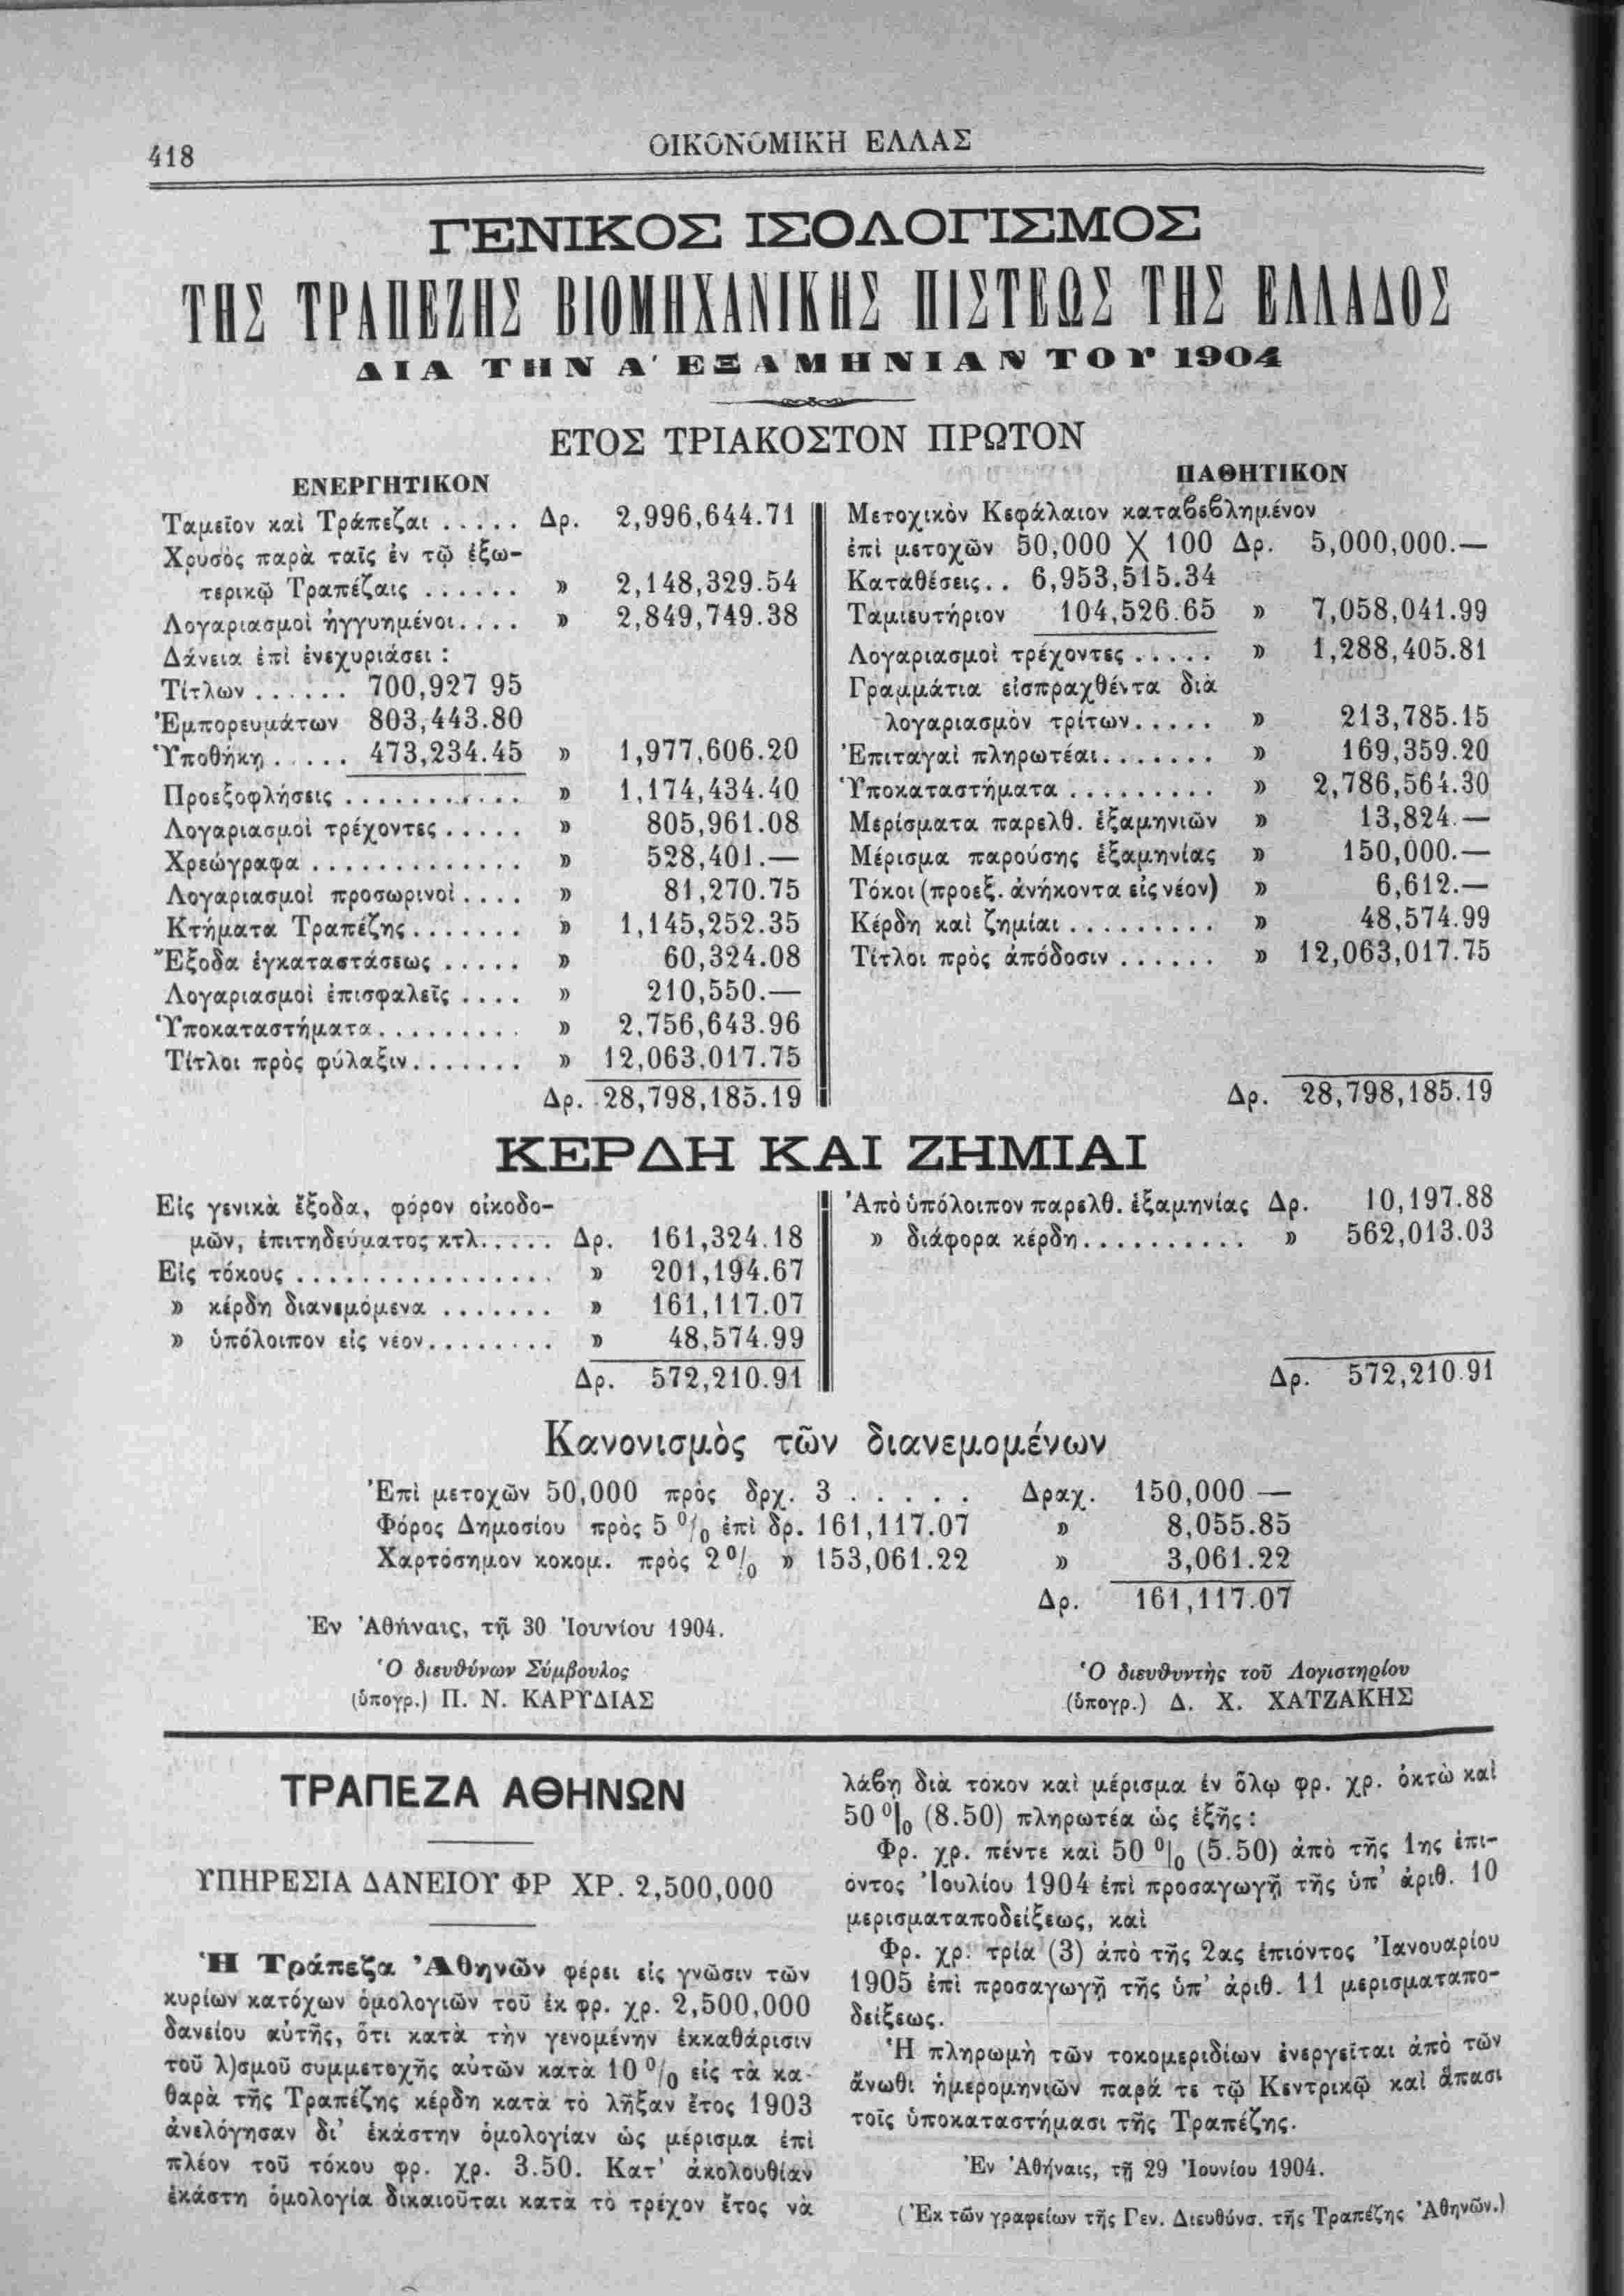 418
ΟΙΚΟΝΟΜΙΚΗ ΕΛΛΑΣ
ΓΕΝΙΚΟΣ ΙΣΟΛΟΓΙΣΜΟΣ
ΤΗΣ ΤΡΑΠΕΖΗΣ ΒΙΟΜΗΧΑΝΙΚΗΣ ΠΙΣΤΕΩΣ ΤΗΣ ΕΛΛΑΔΟΣ
ΔΙΑ ΤΗΝ Α΄ ΕΞΑΜΗΝΙΑΝ ΤΟΥ 1904
ΕΤΟΣ ΤΡΙΑΚΟΣΤΟΝ ΠΡΩΤΟΝ
ΕΝΕΡΓΗΤΙΚΟΝ
Ταμεῖον καὶ Τράπεζαι ..... Δρ. 2,996,644.71
Χρυσὸς παρὰ ταῖς ἐν τῷ ἐξω-
τερικῷ Τραπέζαις ...... » 2,148,329.54
Λογαριασμοὶ ἠγγυημένοι.... » 2,849,749.38
Δάνεια ἐπὶ ἐνεχυριάσει :
Τίτλων ...... 700,927 95
Ἐμπορευμάτων 803,443.80
Ὑποθήκη ..... 473,234.45 » 1,977,606.20
Προεξοφλήσεις ........... » 1,174,434.40
Λογαριασμοὶ τρέχοντες ..... » 805,961.08
Χρεώγραφα ............. » 528,401.—
Λογαριασμοὶ προσωρινοὶ.... » 81,270.75
Κτήματα Τραπέζης....... » 1,145,252.35
Ἔξοδα ἐγκαταστάσεως ..... » 60,324.08
Λογαριασμοὶ ἐπισφαλεῖς .... » 210,550.—
Ὑποκαταστήματα......... » 2,756,643.96
Τίτλοι πρὸς φύλαξιν....... » 12,063,017.75
Δρ. 28,798,185.19
ΠΑΘΗΤΙΚΟΝ
Μετοχικὸν Κεφάλαιον καταβεβλημένον
ἐπὶ μετοχῶν 50,000 X 100 Δρ. 5,000,000.—
Καταθέσεις.. 6,953,515.34
Ταμιευτήριον 104,526.65 » 7,058,041.99
Λογαριασμοὶ τρέχοντες ..... » 1,288,405.81
Γραμμάτια εἰσπραχθέντα διὰ
λογαριασμὸν τρίτων..... » 213,785.15
Ἐπιταγαὶ πληρωτέαι....... » 169,359.20
Ὑποκαταστήματα ......... » 2,786,564.30
Μερίσματα παρελθ. ἑξαμηνιῶν » 13,824.—
Μέρισμα παρούσης ἑξαμηνίας » 150,000.—
Τόκοι (προεξ. ἀνήκοντα εἰς νέον) » 6,612.—
Κέρδη καὶ ζημίαι ......... » 48,574.99
Τίτλοι πρὸς ἀπόδοσιν ...... » 12,063,017.75
Δρ. 28,798,185.19
ΚΕΡΔΗ ΚΑΙ ΖΗΜΙΑΙ
Εἰς γενικὰ ἔξοδα, φόρον οἰκοδο-
μῶν, ἐπιτηδεύματος κτλ..... Δρ. 161,324.18
Εἰς τόκους ................ » 201,194.67
» κέρδη διανεμόμενα ....... » 161,117.07
» ὑπόλοιπον εἰς νέον........ » 48,574.99
Δρ. 572,210.91
Ἀπὸ ὑπόλοιπον παρελθ. ἑξαμηνίας Δρ. 10,197.88
» διάφορα κέρδη.......... » 562,013.03
Δρ. 572,210.91
Κανονισμὸς τῶν διανεμομένων
Ἐπὶ μετοχῶν 50,000 πρὸς δρχ. 3 ..... Δραχ. 150,000 —
Φόρος Δημοσίου πρὸς 5 % ἐπὶ δρ. 161,117.07 » 8,055.85
Χαρτόσημον κοκομ. πρὸς 2% » 153,061.22 » 3,061.22
Δρ. 161,117.07
Ἐν Ἀθήναις, τῇ 30 Ἰουνίου 1904.
Ὁ διευθύνων Σύμβουλος
(ὑπογρ.) Π. Ν. ΚΑΡΥΔΙΑΣ
Ὁ διευθυντὴς τοῦ Λογιστηρίου
(ὑπογρ.) Δ. Χ. ΧΑΤΖΑΚΗΣ
ΤΡΑΠΕΖΑ ΑΘΗΝΩΝ
ΥΠΗΡΕΣΙΑ ΔΑΝΕΙΟΥ ΦΡ ΧΡ. 2,500,000
Ἡ Τράπεζα Ἀθηνῶν φέρει εἰς γνῶσιν τῶν
κυρίων κατόχων ὁμολογιῶν τοῦ ἐκ φρ. χρ. 2,500,000
δανείου αὐτῆς, ὅτι κατὰ τὴν γενομένην ἐκκαθάρισιν
τοῦ λ)σμοῦ συμμετοχῆς αὐτῶν κατὰ 10 % εἰς τὰ κα-
θαρὰ τῆς Τραπέζης κέρδη κατὰ τὸ λῆξαν ἔτος 1903
ἀνελόγησαν δι' ἑκάστην ὁμολογίαν ὡς μέρισμα ἐπὶ
πλέον τοῦ τόκου φρ. χρ. 3.50. Κατ' ἀκολουθίαν
ἑκάστη ὁμολογία δικαιοῦται κατὰ τὸ τρέχον ἔτος νὰ
λάβῃ διὰ τόκον καὶ μέρισμα ἐν ὅλῳ φρ. χρ. ὀκτὼ καὶ
50 % (8.50) πληρωτέα ὡς ἑξῆς :
Φρ. χρ. πέντε καὶ 50 % (5.50) ἀπὸ τῆς 1ης ἐπι-
όντος Ἰουλίου 1904 ἐπὶ προσαγωγῇ τῆς ὑπ' ἀριθ. 10
μερισματαποδείξεως, καὶ
Φρ. χρ. τρία (3) ἀπὸ τῆς 2ας ἐπιόντος Ἰανουαρίου
1905 ἐπὶ προσαγωγῇ τῆς ὑπ' ἀριθ. 11 μερισματαπο-
δείξεως.
Ἡ πληρωμὴ τῶν τοκομεριδίων ἐνεργεῖται ἀπὸ τῶν
ἄνωθι ἡμερομηνιῶν παρά τε τῷ Κεντρικῷ καὶ ἅπασι
τοῖς ὑποκαταστήμασι τῆς Τραπέζης.
Ἐν Ἀθήναις, τῇ 29 Ἰουνίου 1904.
(Ἐκ τῶν γραφείων τῆς Γεν. Διευθύνσ. τῆς Τραπέζης Ἀθηνῶν.)